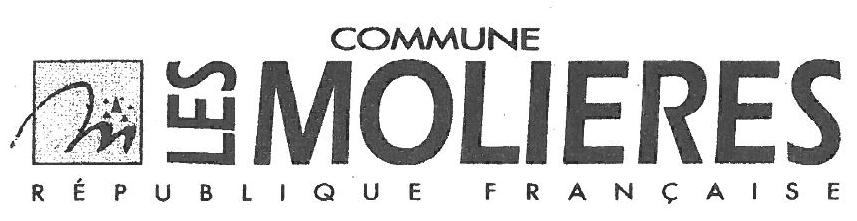 COMMUNE
LES MOLIERES
RÉPUBLIQUE FRANÇAISE